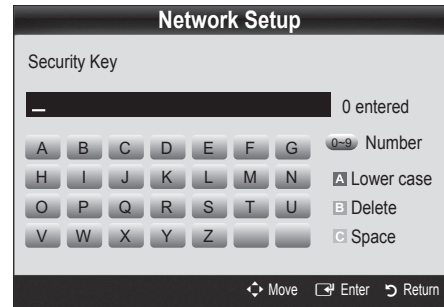 Network Setup
Security Key
_ 0 entered
A B C D E F G 0~9 Number
H I J K L M N A Lower case
O P Q R S T U B Delete
V W X Y Z C Space
Move Enter Return